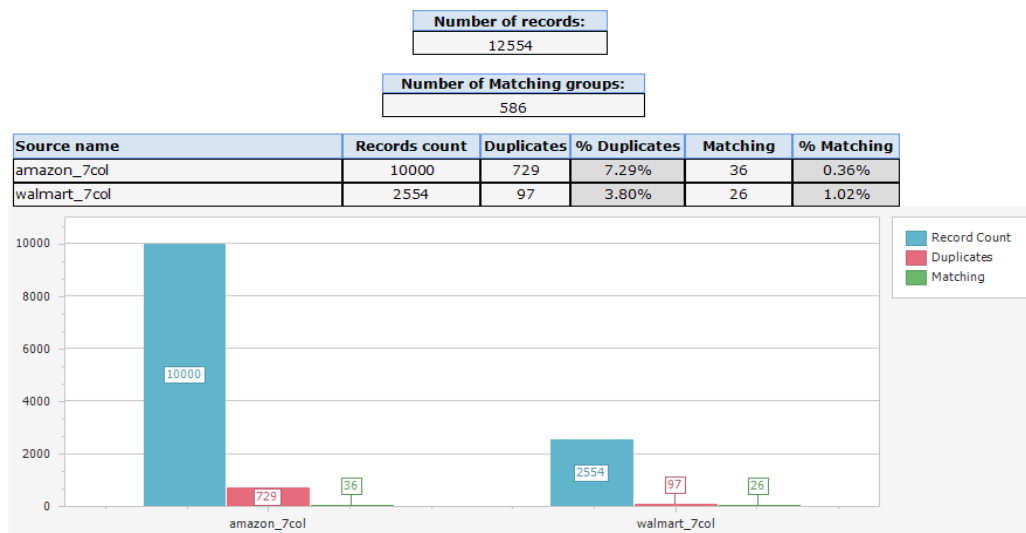 Number of records:
12554
Number of Matching groups:
586
Source name Records count Duplicates % Duplicates Matching % Matching
amazon_7col 10000 729 7.29% 36 0.36%
walmart_7col 2554 97 3.80% 26 1.02%
Record Count
Duplicates
Matching
10000
8000
6000
4000
2000
0
10000
729
36
2554
97
26
amazon_7col walmart_7col